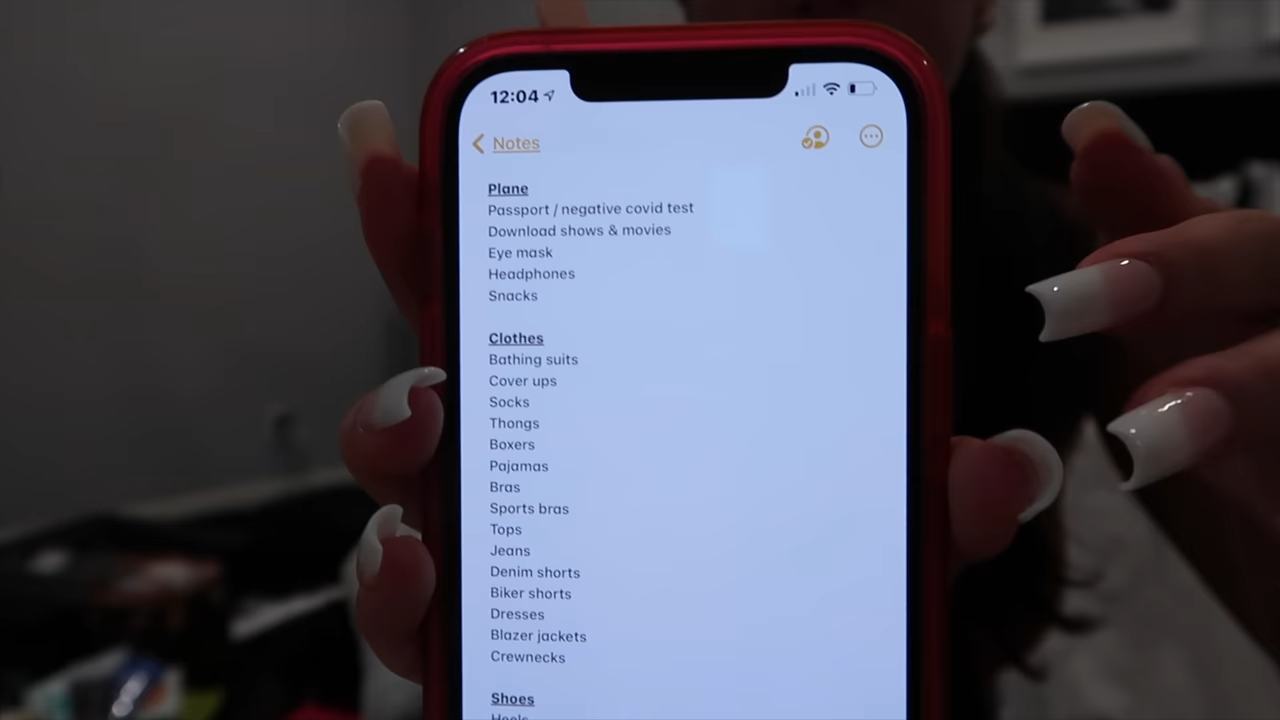 12:04
Notes
Plane
Passport / negative covid test
Download shows & movies
Eye mask
Headphones
Snacks
Clothes
Bathing suits
Cover ups
Socks
Thongs
Boxers
Pajamas
Bras
Sports bras
Tops
Jeans
Denim shorts
Biker shorts
Dresses
Blazer jackets
Crewnecks
Shoes
Heels